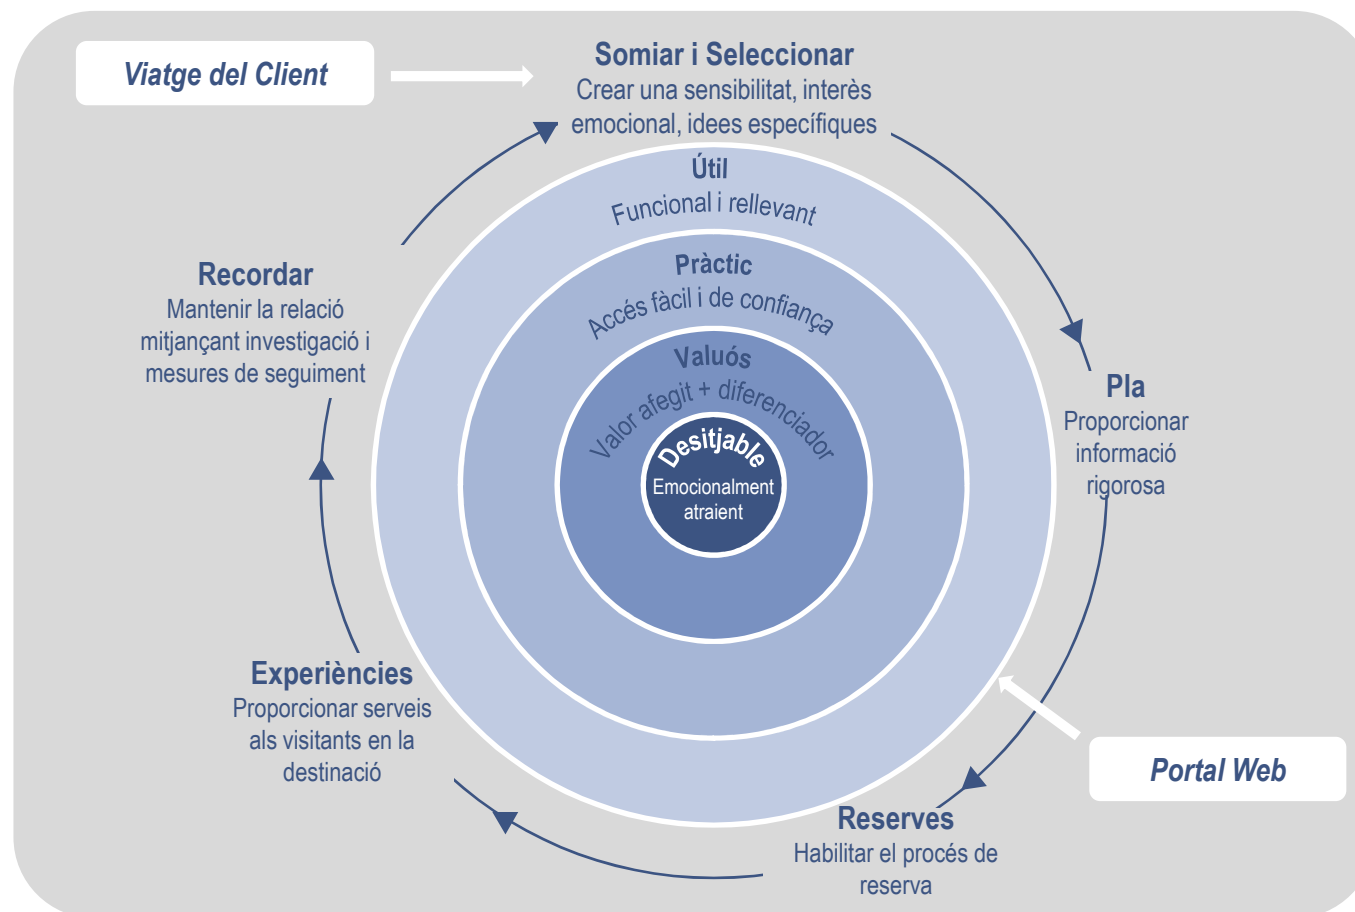 Viatge del Client
Somiar i Seleccionar
Crear una sensibilitat, interès
emocional, idees específiques
Útil
Funcional i rellevant
Pràctic
Accés fàcil i de confiança
Valuós
Valor afegit + diferenciador
Desitjable
Emocionalment
atraient
Recordar
Mantenir la relació
mitjançant investigació i
mesures de seguiment
Pla
Proporcionar
informació
rigorosa
Experiències
Proporcionar serveis
als visitants en la
destinació
Portal Web
Reserves
Habilitar el procés de
reserva